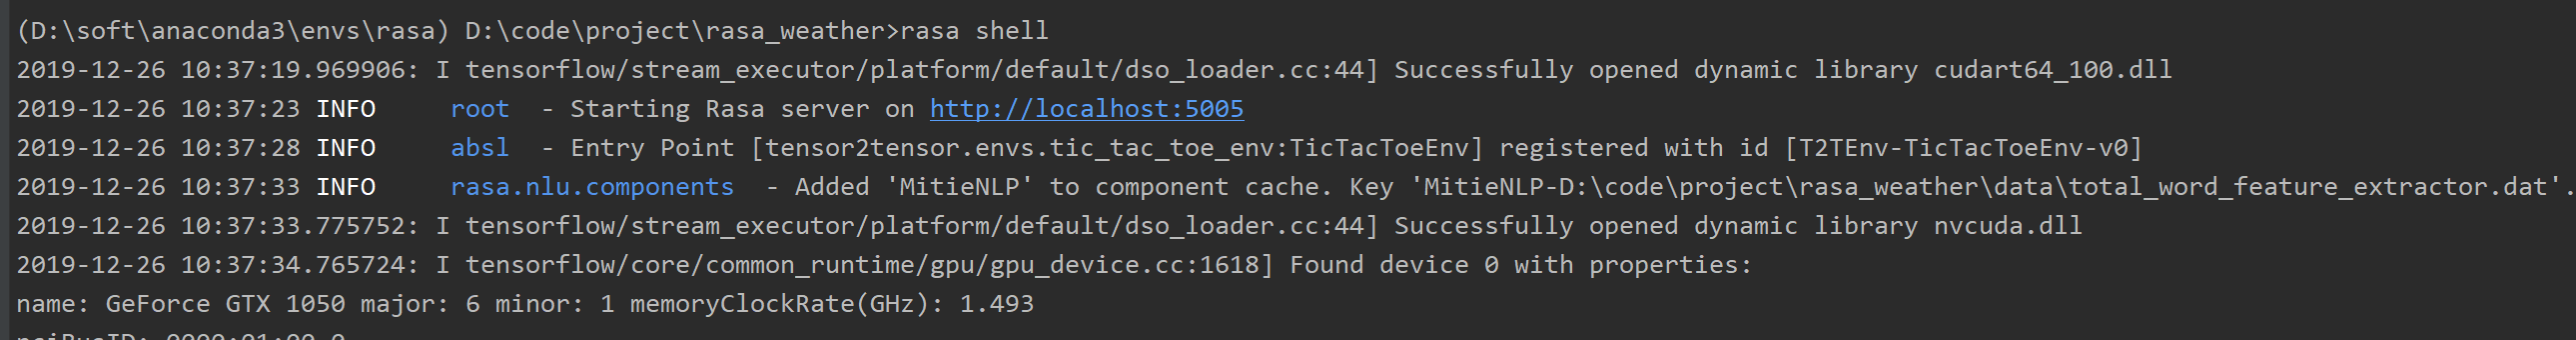 (D:\soft\anaconda3\envs\rasa) D:\code\project\rasa_weather>rasa shell
2019-12-26 10:37:19.969906: I tensorflow/stream_executor/platform/default/dso_loader.cc:44] Successfully opened dynamic library cudart64_100.dll
2019-12-26 10:37:23 INFO     root  - Starting Rasa server on http://localhost:5005
2019-12-26 10:37:28 INFO     absl  - Entry Point [tensor2tensor.envs.tic_tac_toe_env:TicTacToeEnv] registered with id [T2TEnv-TicTacToeEnv-v0]
2019-12-26 10:37:33 INFO     rasa.nlu.components  - Added 'MitieNLP' to component cache. Key 'MitieNLP-D:\code\project\rasa_weather\data\total_word_feature_extractor.dat'.
2019-12-26 10:37:33.775752: I tensorflow/stream_executor/platform/default/dso_loader.cc:44] Successfully opened dynamic library nvcuda.dll
2019-12-26 10:37:34.765724: I tensorflow/core/common_runtime/gpu/gpu_device.cc:1618] Found device 0 with properties:
name: GeForce GTX 1050 major: 6 minor: 1 memoryClockRate(GHz): 1.493
pciBusID: 0000:01:00.0